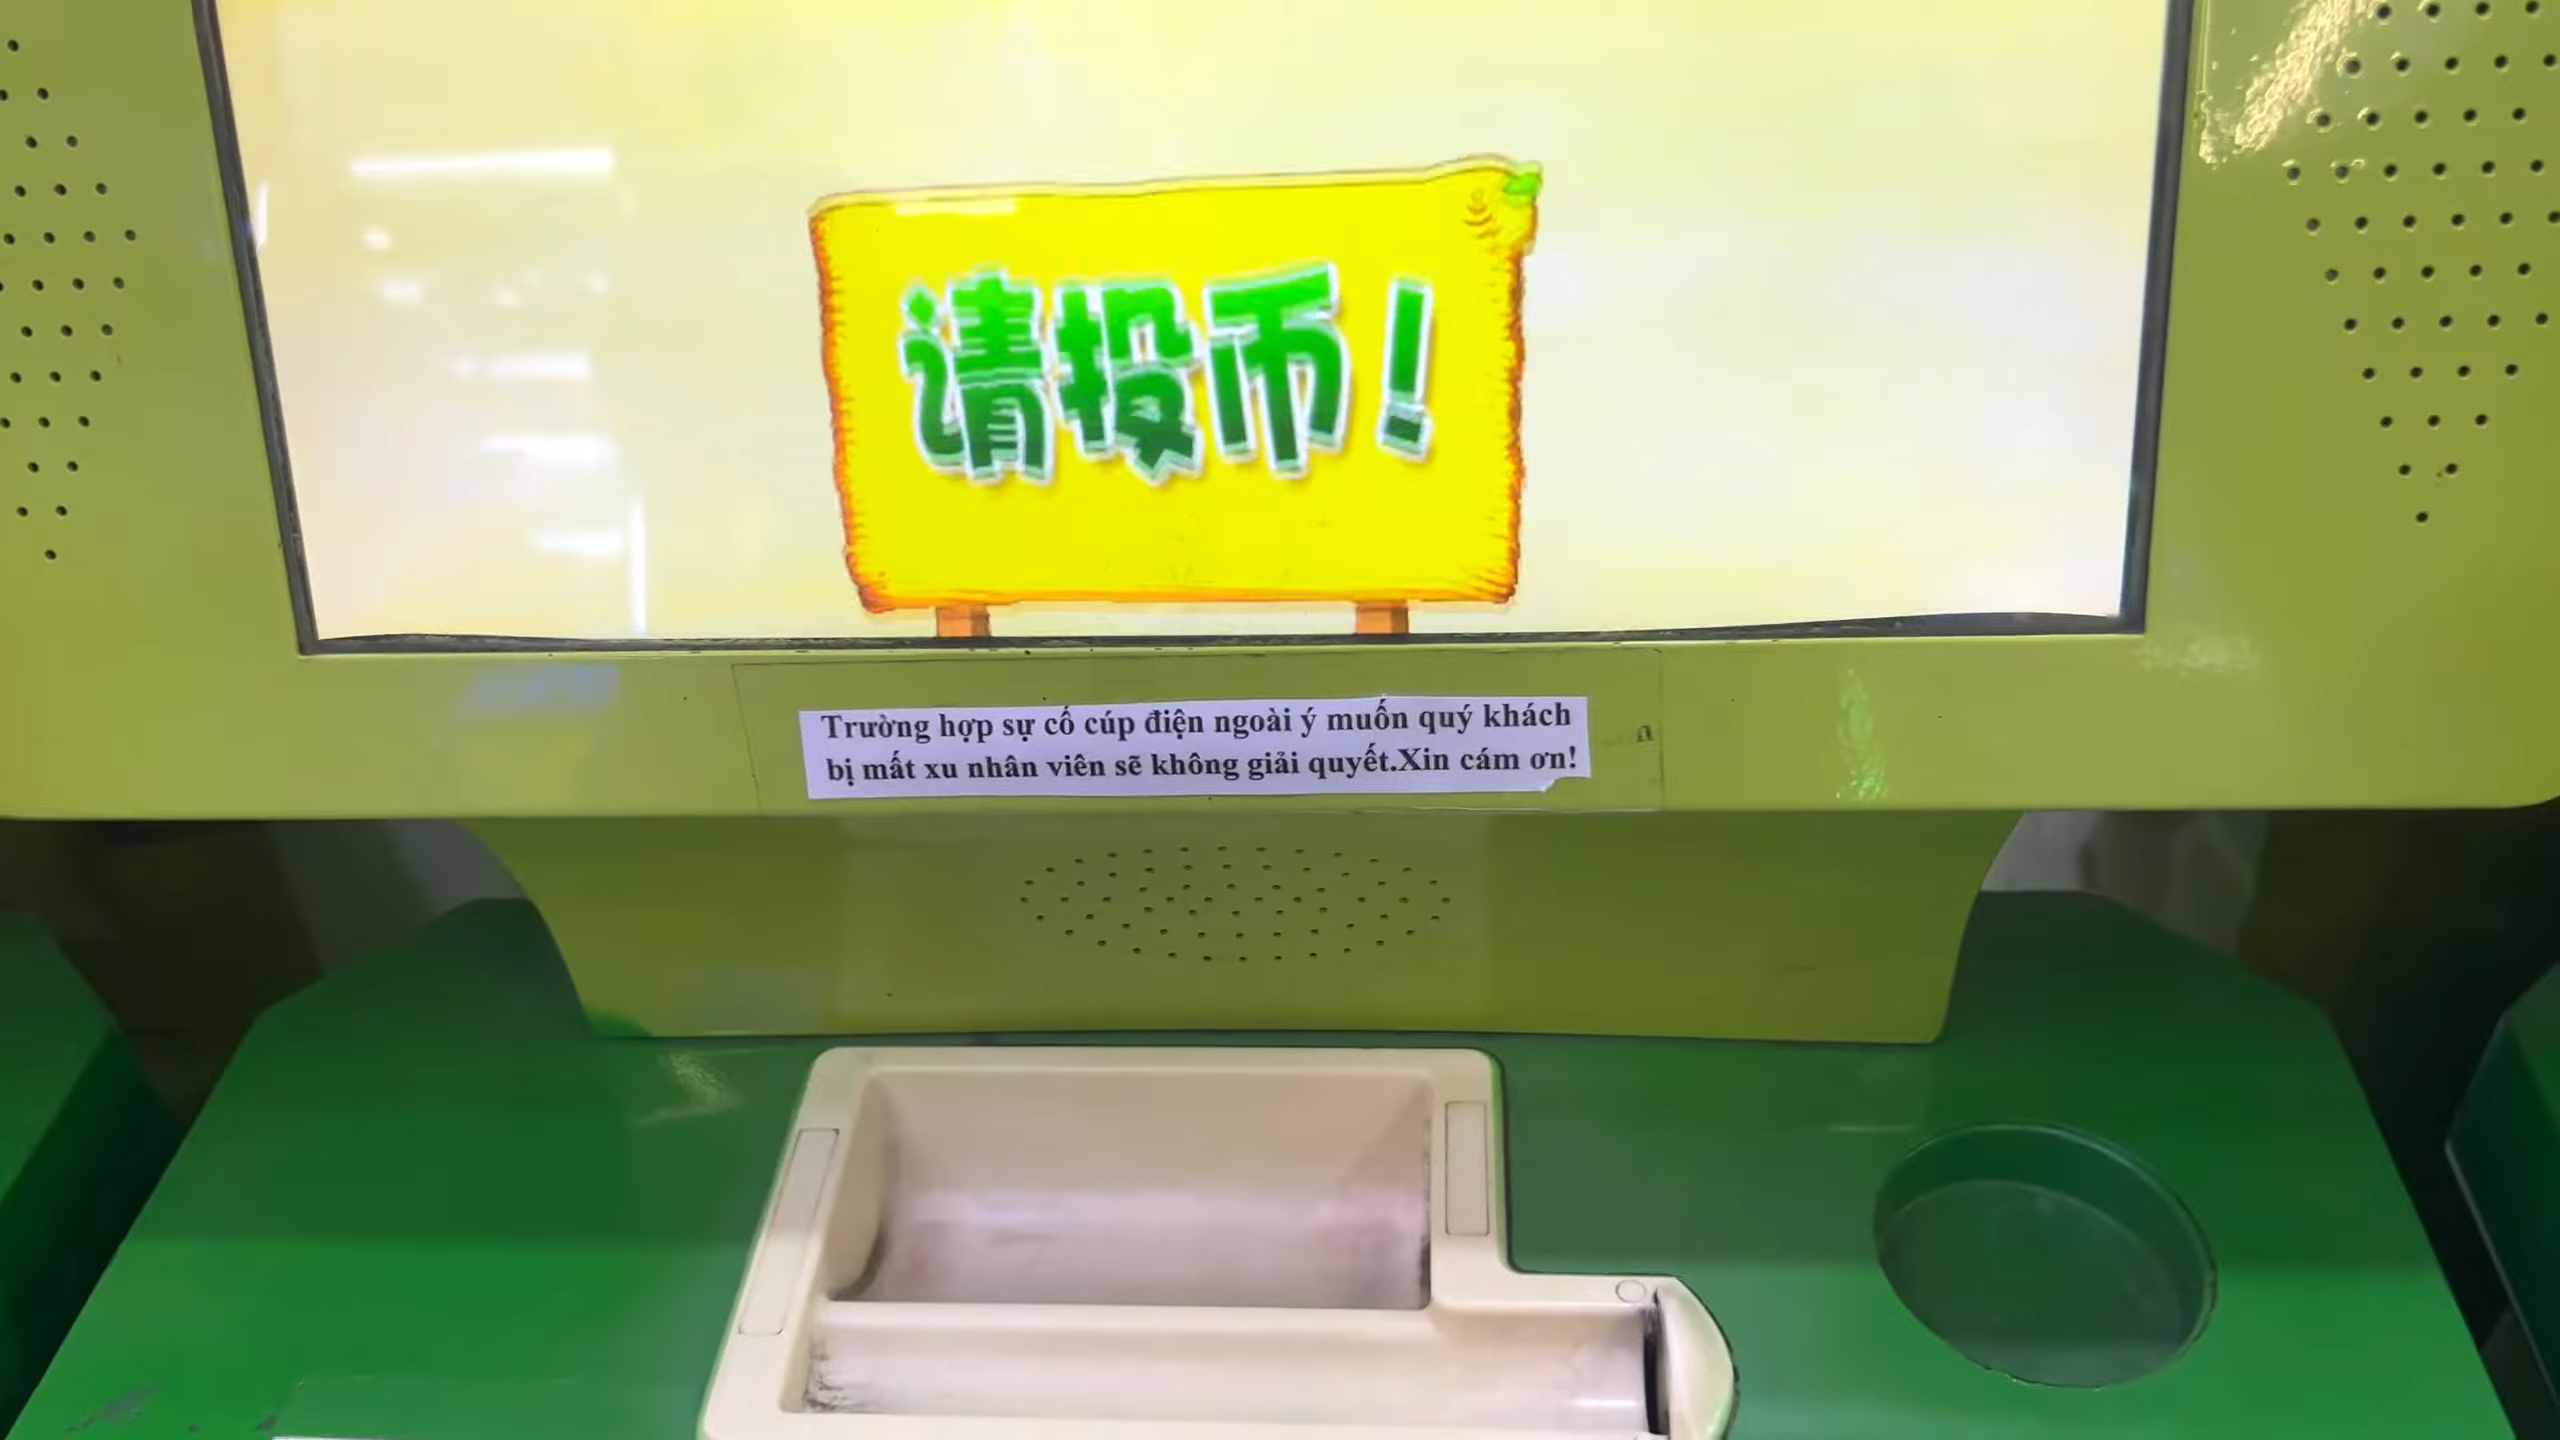 请投币!
Trường hợp sự cố cúp điện ngoài ý muốn quý khách
bị mất xu nhân viên sẽ không giải quyết.Xin cám ơn!